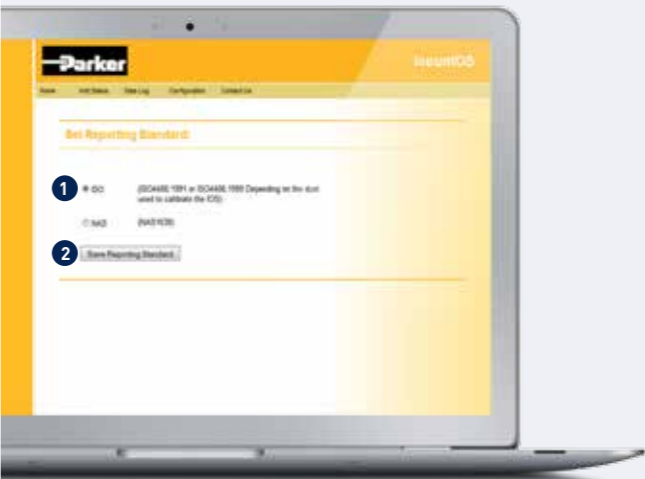 Parker
icountOS
Home Unit Status Data Log Configuration Contact Us
Set Reporting Standard:
1 ISO (ISO4406:1991 or ISO4406:1999 Depending on the dust
used to calibrate the IOS)
NAS (NAS1638)
2 Save Reporting Standard